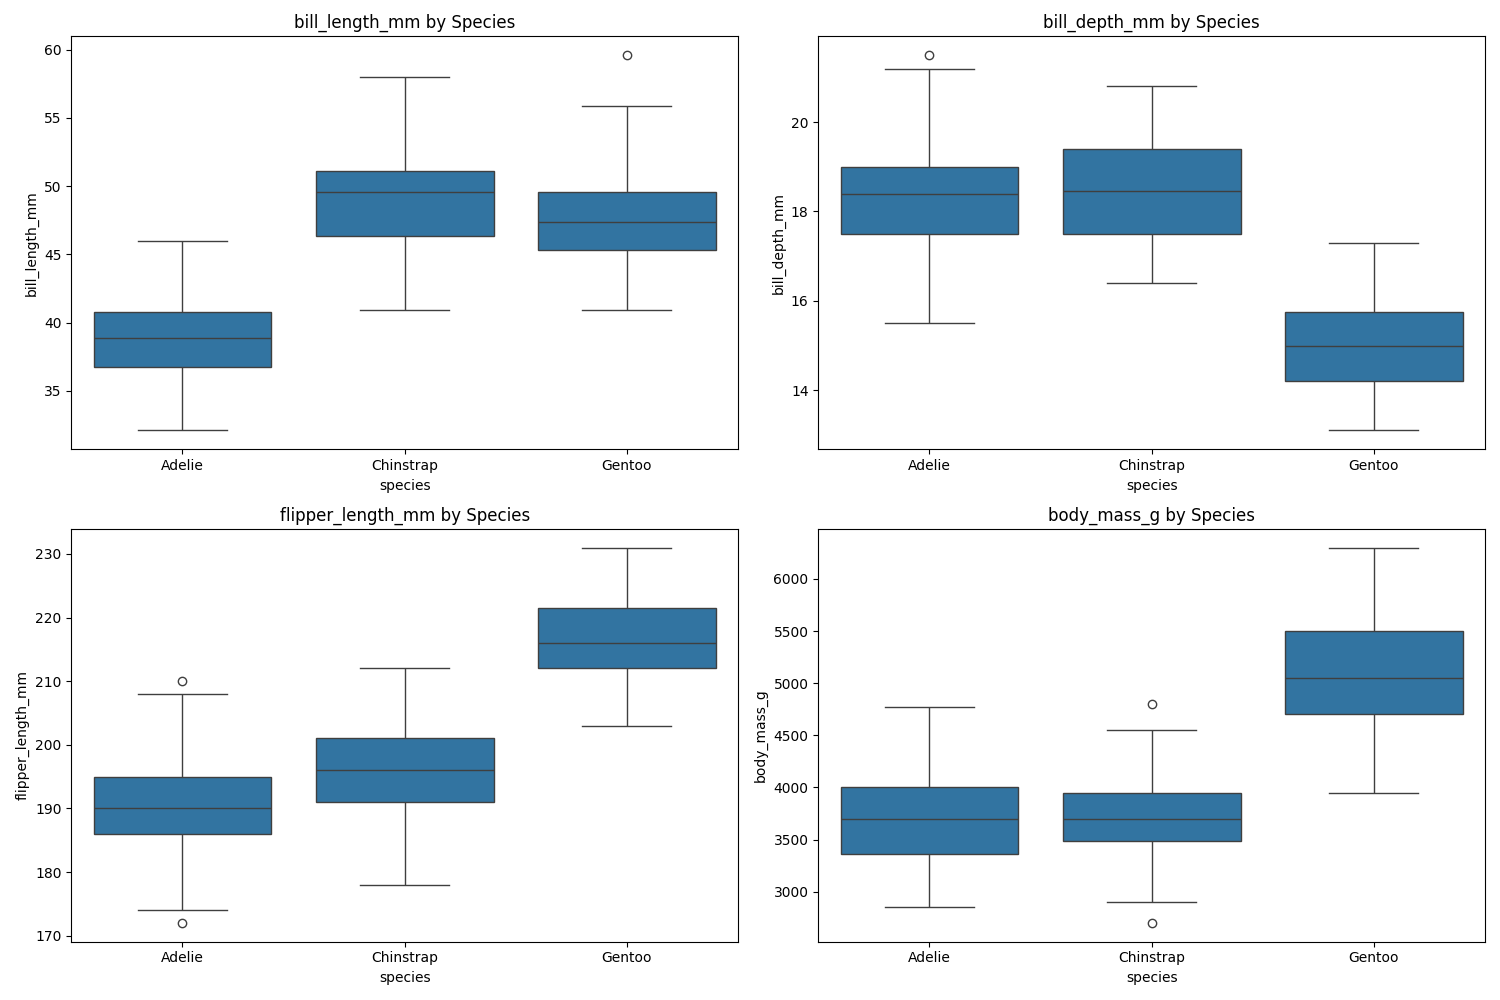 bill_length_mm by Species
bill_length_mm
60
55
50
45
40
35
Adelie Chinstrap Gentoo
species
bill_depth_mm by Species
bill_depth_mm
20
18
16
14
Adelie Chinstrap Gentoo
species
flipper_length_mm by Species
flipper_length_mm
230
220
210
200
190
180
170
Adelie Chinstrap Gentoo
species
body_mass_g by Species
body_mass_g
6000
5500
5000
4500
4000
3500
3000
Adelie Chinstrap Gentoo
species